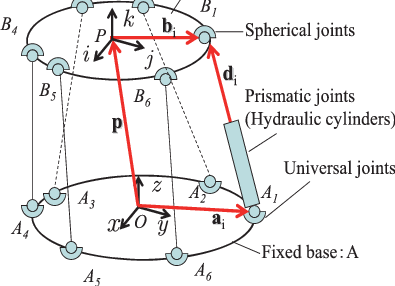 k
B₁
P
bᵢ
Spherical joints
B₄
i
j
B₅
B₆
dᵢ
Prismatic joints
(Hydraulic cylinders)
p
z
A₂
A₁
Universal joints
A₃
A₄
x
O
y
aᵢ
A₅
A₆
Fixed base : A